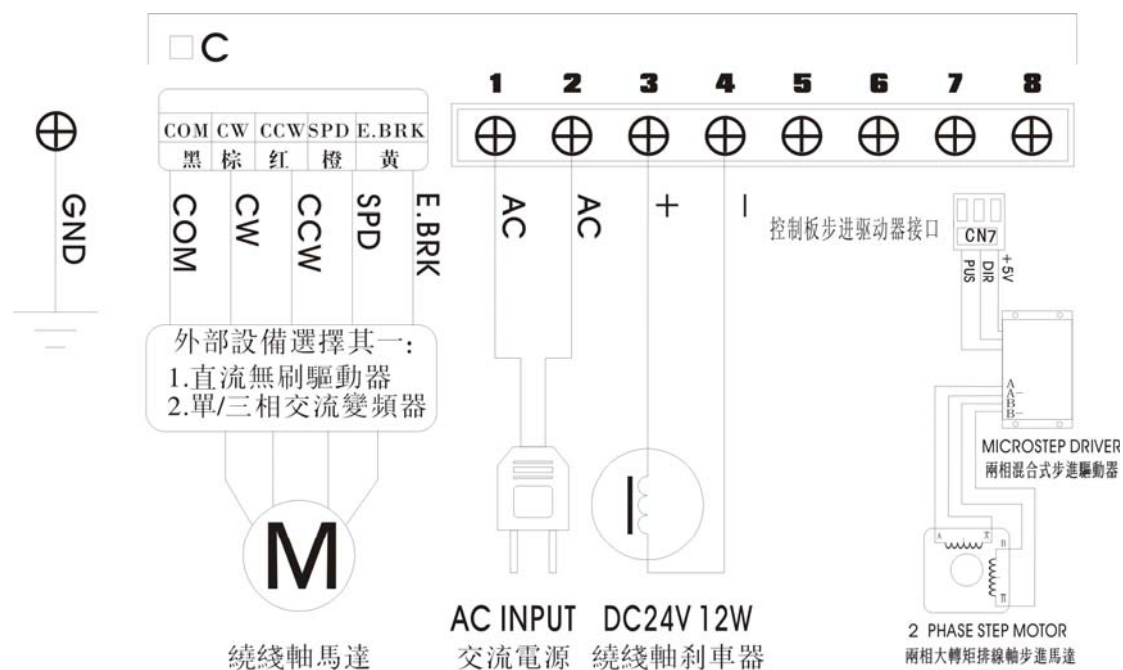 C
1 2 3 4 5 6 7 8
COM CW CCW SPD E.BRK
黑 棕 红 橙 黄
GND
COM
CW
CCW
SPD
E.BRK
AC
AC
+
−
控制板步进驱动器接口
CN7
PUS
DIR
+5V
外部設備選擇其一：
1.直流無刷驅動器
2.單/三相交流變頻器
A
A−
B
B−
MICROSTEP DRIVER
兩相混合式步進驅動器
M
A
B
AC INPUT
交流電源
DC24V 12W
繞綫軸刹車器
繞綫軸馬達
2 PHASE STEP MOTOR
兩相大轉矩排線軸步進馬達